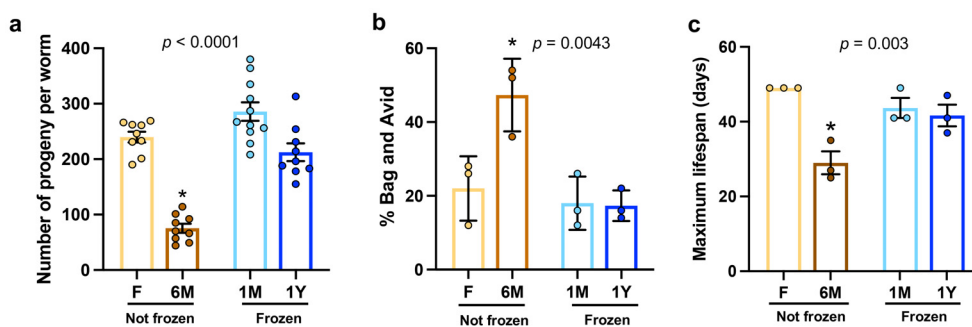 a
p < 0.0001
Number of progeny per worm
400
300
200
100
0
*
F 6M 1M 1Y
Not frozen Frozen
b
p = 0.0043
% Bag and Avid
60
40
20
0
*
F 6M 1M 1Y
Not frozen Frozen
c
p = 0.003
Maximum lifespan (days)
60
40
20
0
*
F 6M 1M 1Y
Not frozen Frozen